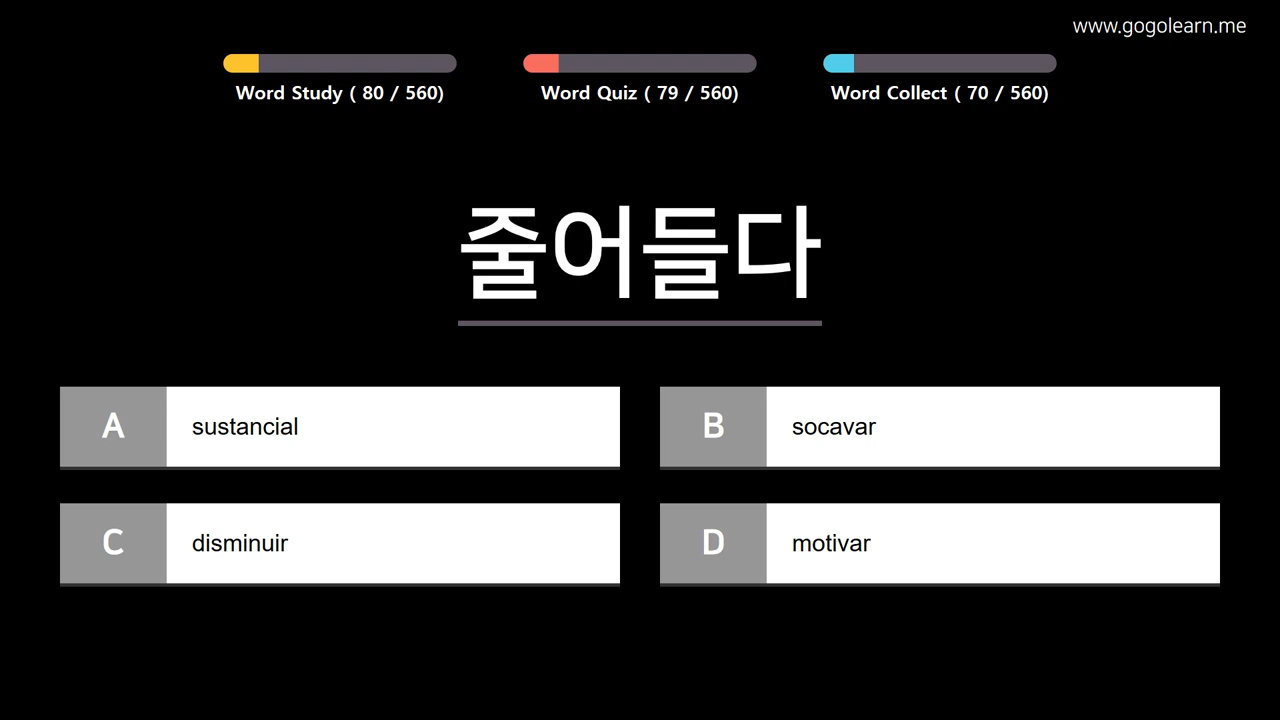 www.gogolearn.me
Word Study ( 80 / 560)
Word Quiz ( 79 / 560)
Word Collect ( 70 / 560)
줄어들다
A sustancial
B socavar
C disminuir
D motivar